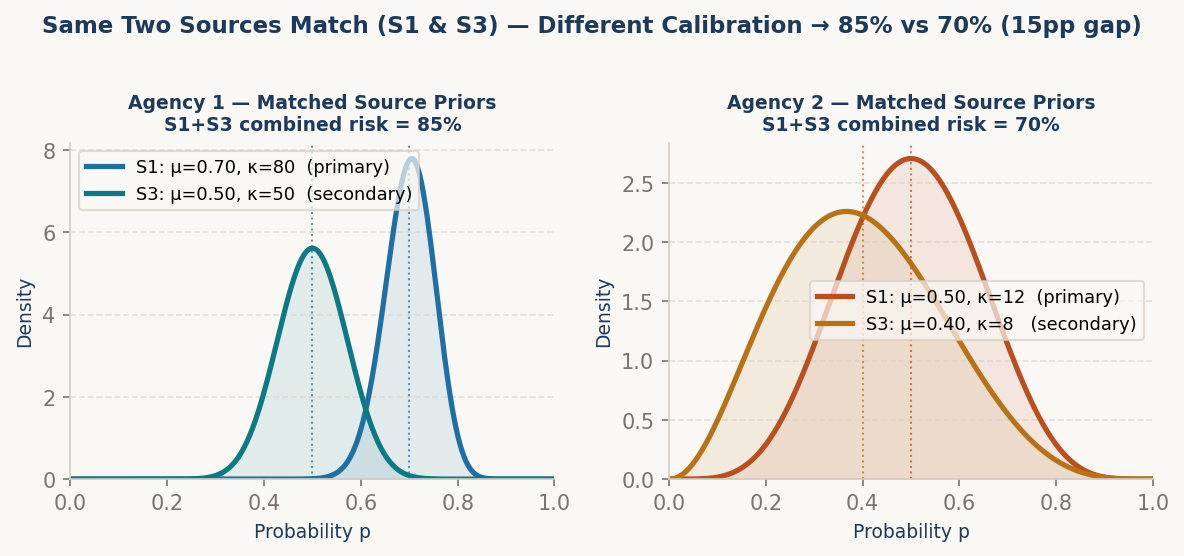 Same Two Sources Match (S1 & S3) — Different Calibration → 85% vs 70% (15pp gap)
Agency 1 — Matched Source Priors
S1+S3 combined risk = 85%
S1: μ=0.70, κ=80 (primary)
S3: μ=0.50, κ=50 (secondary)
8
6
4
2
0
Density
0.0 0.2 0.4 0.6 0.8 1.0
Probability p
Agency 2 — Matched Source Priors
S1+S3 combined risk = 70%
S1: μ=0.50, κ=12 (primary)
S3: μ=0.40, κ=8 (secondary)
2.5
2.0
1.5
1.0
0.5
0.0
Density
0.0 0.2 0.4 0.6 0.8 1.0
Probability p